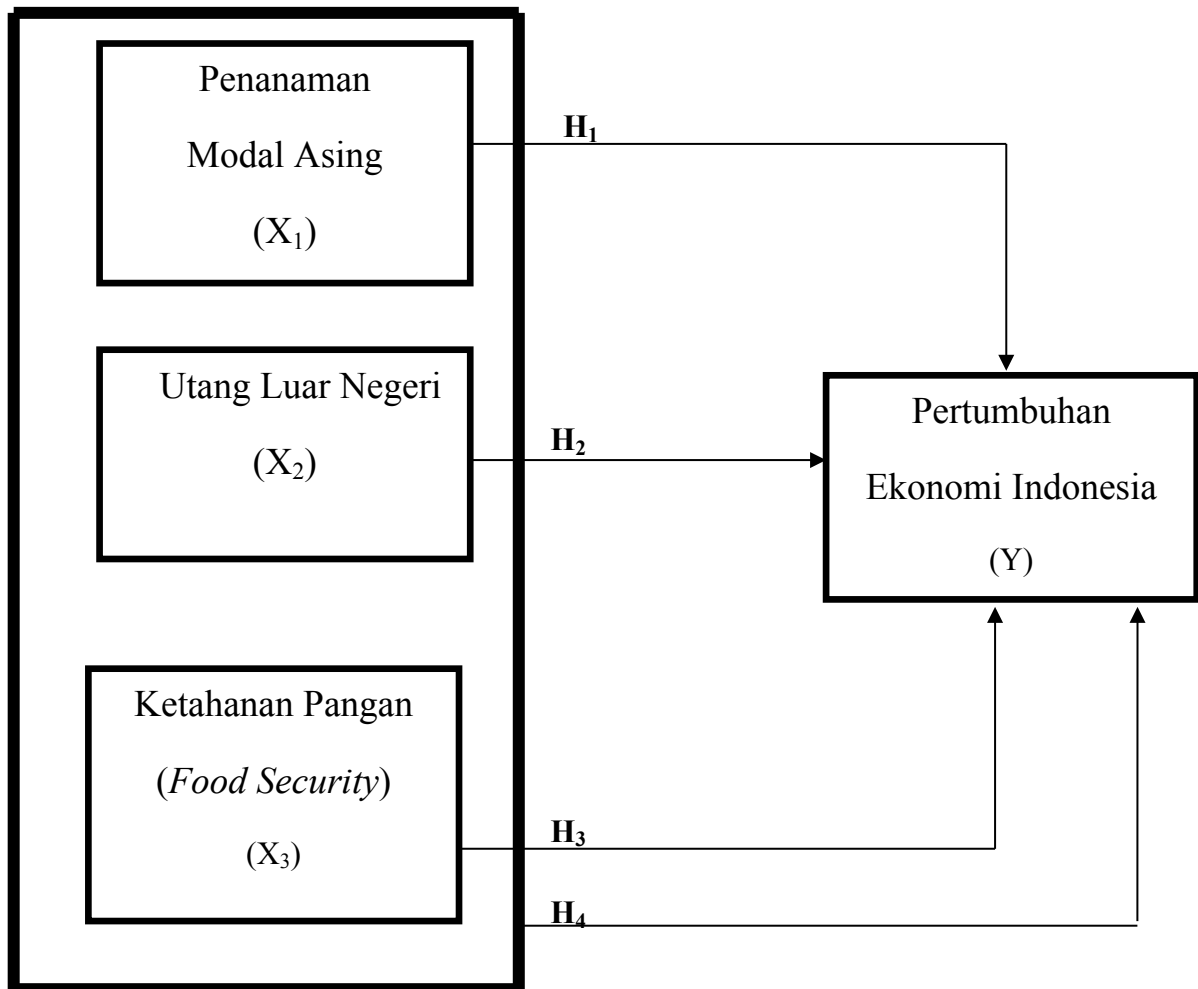 Penanaman
Modal Asing
(X₁)
H₁
Utang Luar Negeri
(X₂)
H₂
Pertumbuhan
Ekonomi Indonesia
(Y)
Ketahanan Pangan
(Food Security)
(X₃)
H₃
H₄